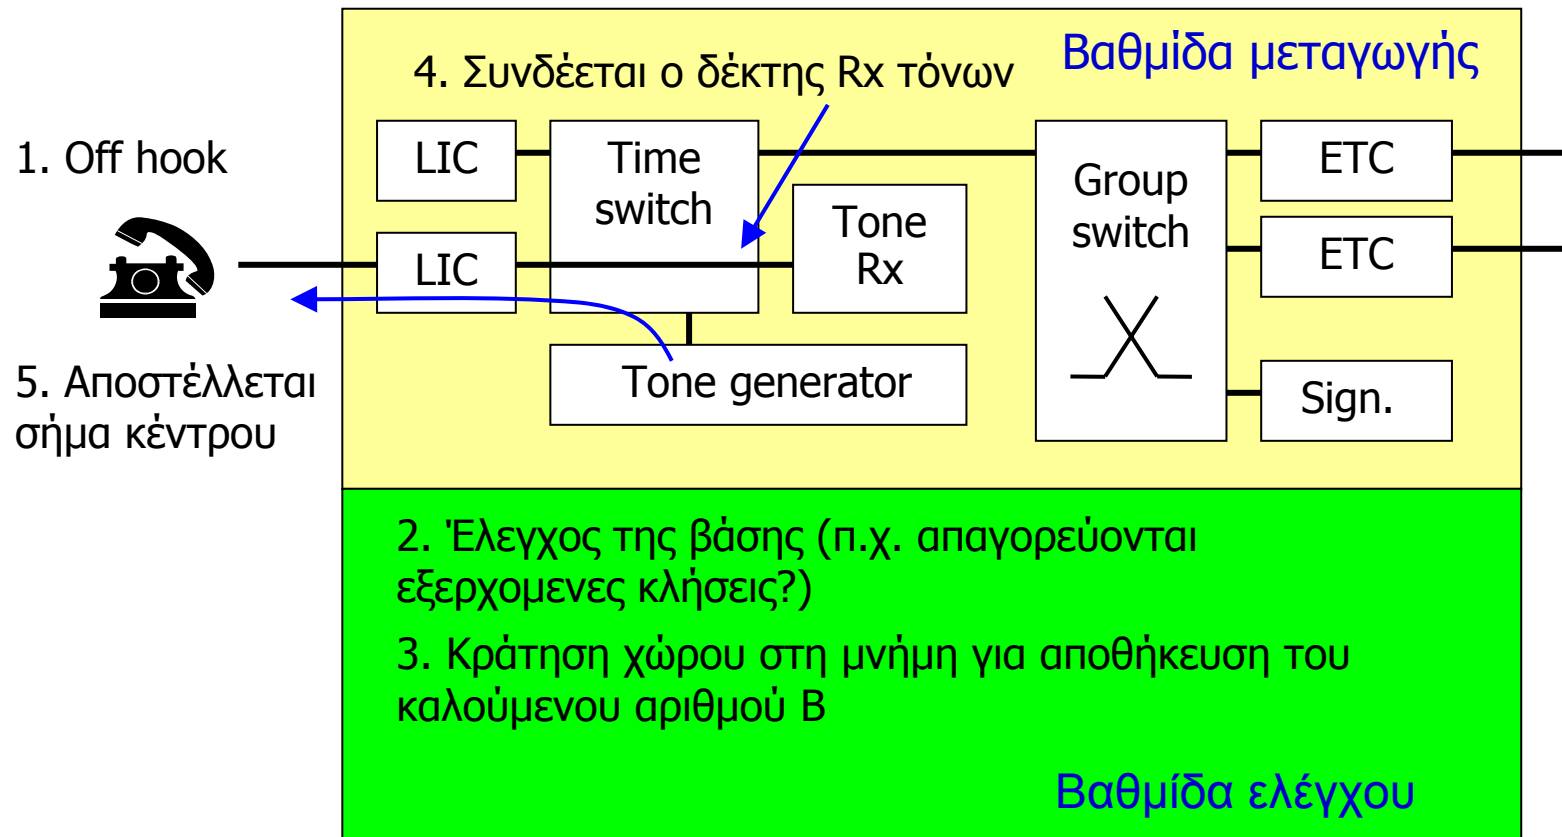 Βαθμίδα μεταγωγής
4. Συνδέεται ο δέκτης Rx τόνων
1. Off hook
LIC
Time
switch
Group
switch
ETC
LIC
Tone
Rx
ETC
5. Αποστέλλεται
σήμα κέντρου
Tone generator
Sign.
2. Έλεγχος της βάσης (π.χ. απαγορεύονται
εξερχομενες κλήσεις?)
3. Κράτηση χώρου στη μνήμη για αποθήκευση του
καλούμενου αριθμού Β
Βαθμίδα ελέγχου